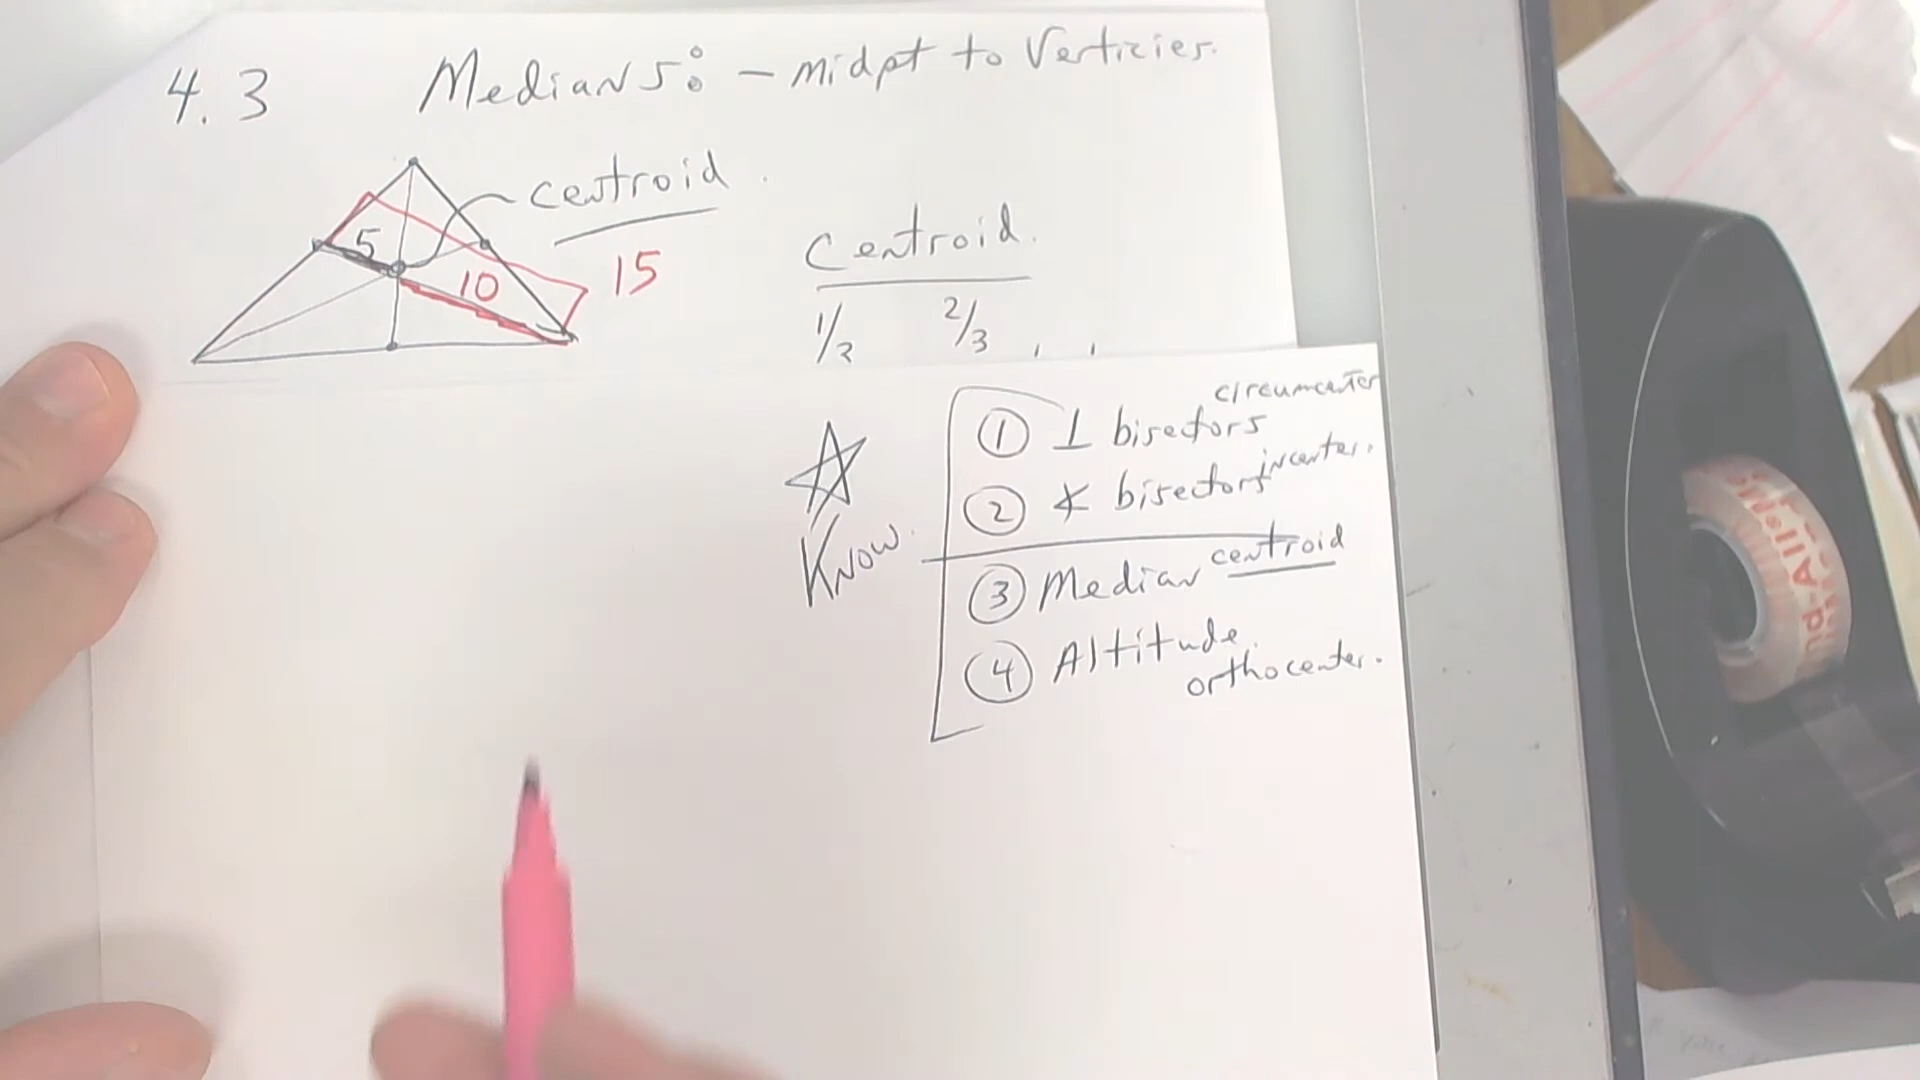 4.3 Medians: - midpt to Verticies.
centroid
5
10
15
Centroid.
1/3 2/3
circumcenter
① ⊥ bisectors
incenter.
② ∡ bisectors
Know.
centroid
③ Median
④ Altitude.
orthocenter.